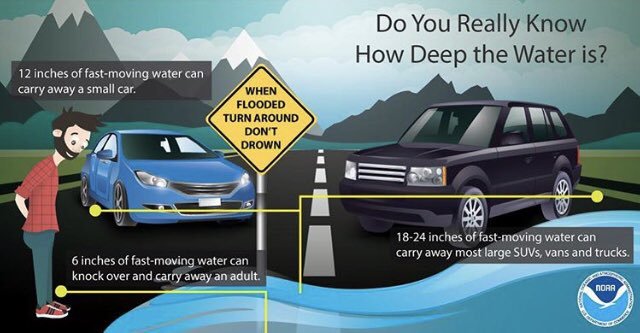 Do You Really Know
How Deep the Water is?
12 inches of fast-moving water can
carry away a small car.
WHEN
FLOODED
TURN AROUND
DON'T
DROWN
18-24 inches of fast-moving water can
carry away most large SUVs, vans and trucks.
6 inches of fast-moving water can
knock over and carry away an adult.
NOAA